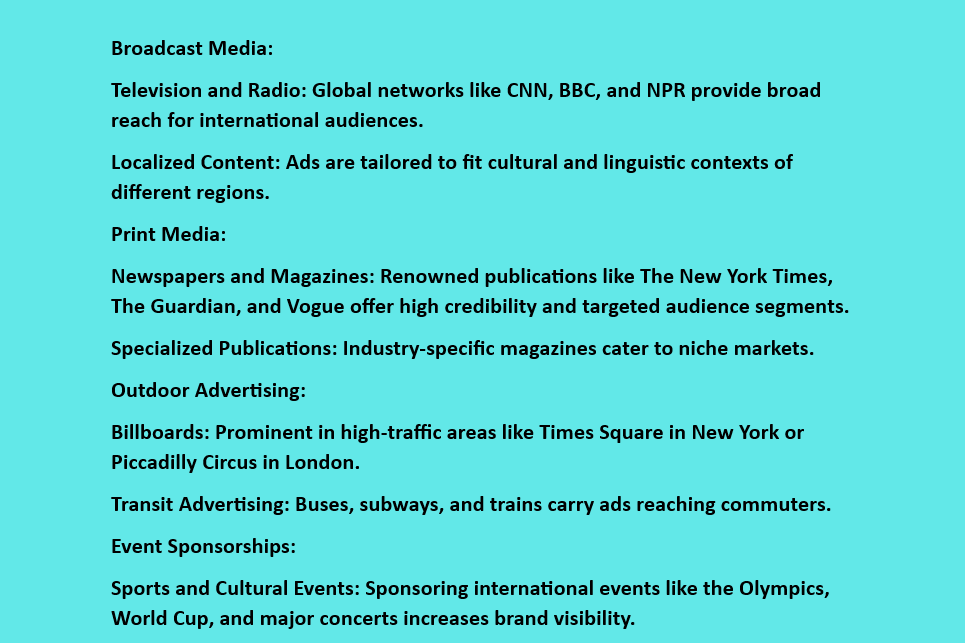 Broadcast Media:
Television and Radio: Global networks like CNN, BBC, and NPR provide broad
reach for international audiences.
Localized Content: Ads are tailored to fit cultural and linguistic contexts of
different regions.
Print Media:
Newspapers and Magazines: Renowned publications like The New York Times,
The Guardian, and Vogue offer high credibility and targeted audience segments.
Specialized Publications: Industry-specific magazines cater to niche markets.
Outdoor Advertising:
Billboards: Prominent in high-traffic areas like Times Square in New York or
Piccadilly Circus in London.
Transit Advertising: Buses, subways, and trains carry ads reaching commuters.
Event Sponsorships:
Sports and Cultural Events: Sponsoring international events like the Olympics,
World Cup, and major concerts increases brand visibility.